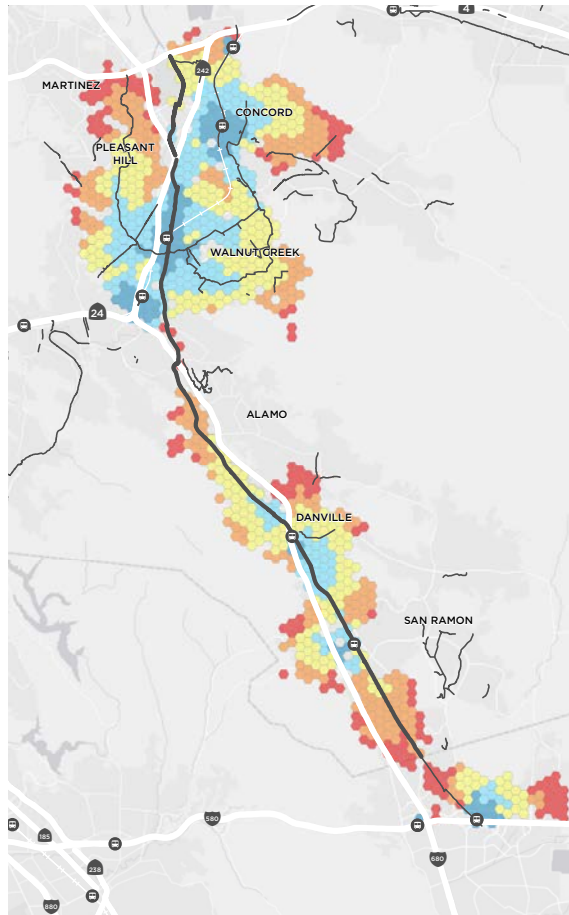 4
242
MARTINEZ
CONCORD
PLEASANT
HILL
WALNUT CREEK
24
ALAMO
DANVILLE
SAN RAMON
580
185
238
680
880